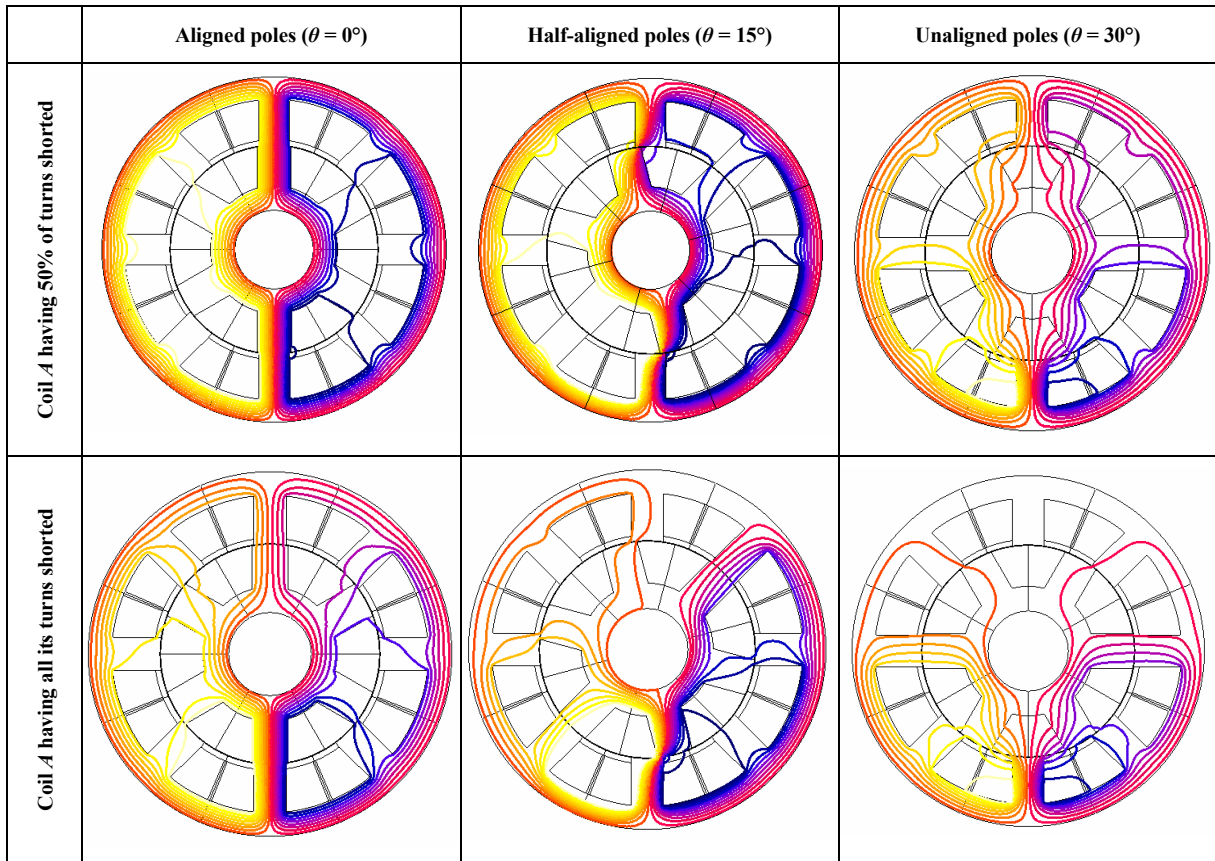 Aligned poles (θ = 0°)
Half-aligned poles (θ = 15°)
Unaligned poles (θ = 30°)
Coil A having 50% of turns shorted
Coil A having all its turns shorted